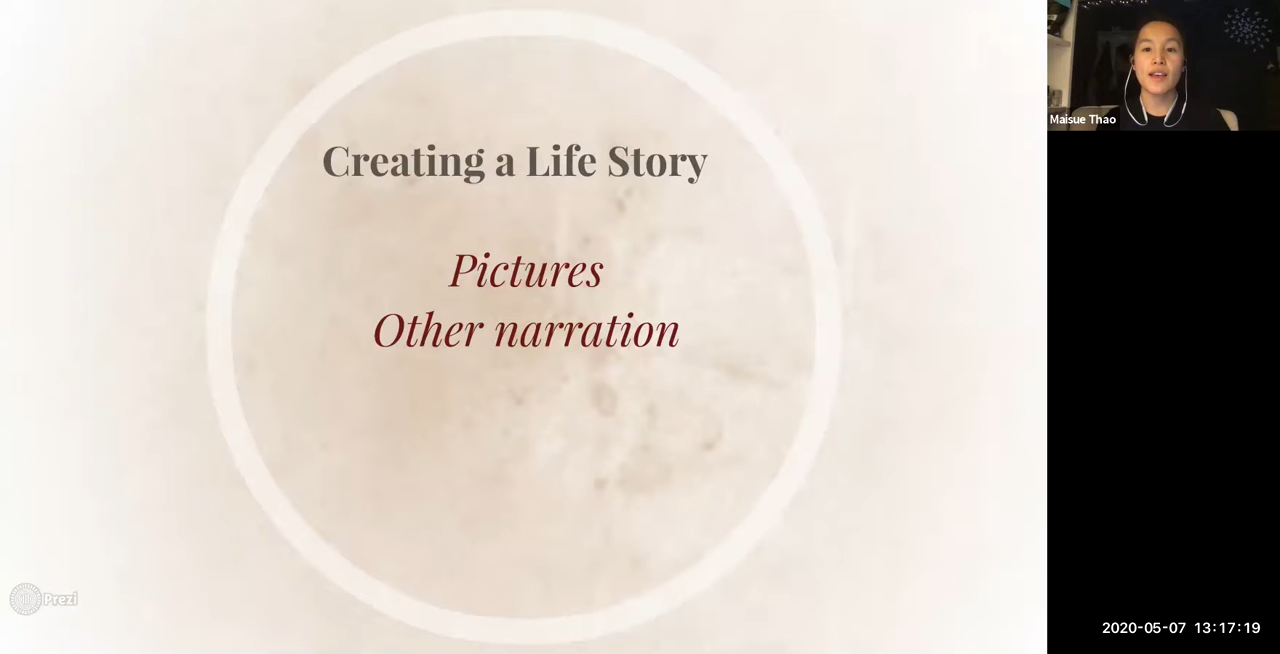 Creating a Life Story
Pictures
Other narration
Prezi
Maisue Thao
2020-05-07 13:17:19